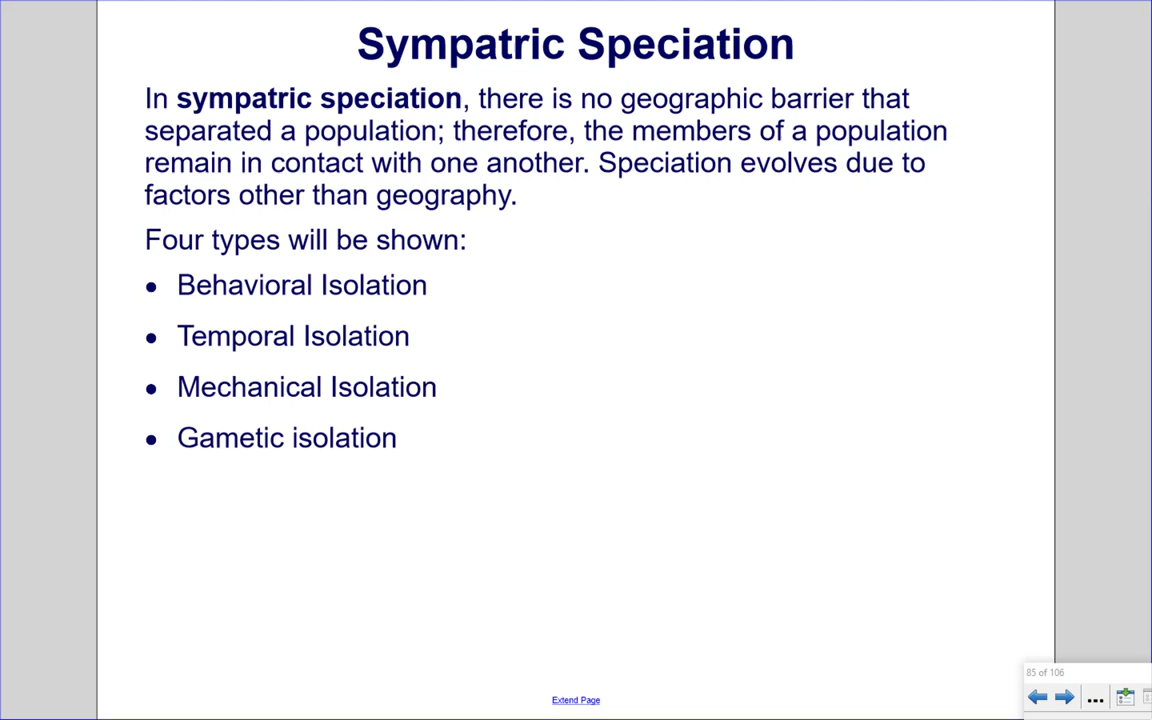 Sympatric Speciation
In sympatric speciation, there is no geographic barrier that
separated a population; therefore, the members of a population
remain in contact with one another. Speciation evolves due to
factors other than geography.
Four types will be shown:
• Behavioral Isolation
• Temporal Isolation
• Mechanical Isolation
• Gametic isolation
Extend Page
85 of 106